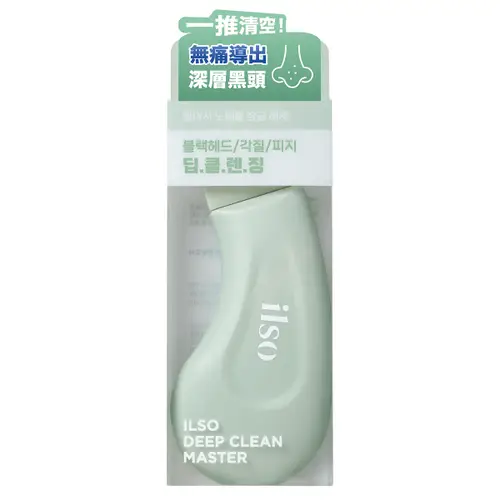 一推清空!
無痛導出
深層黑頭
블랙헤드/각질/피지
딥.클.렌.징
ilso
ILSO
DEEP CLEAN
MASTER